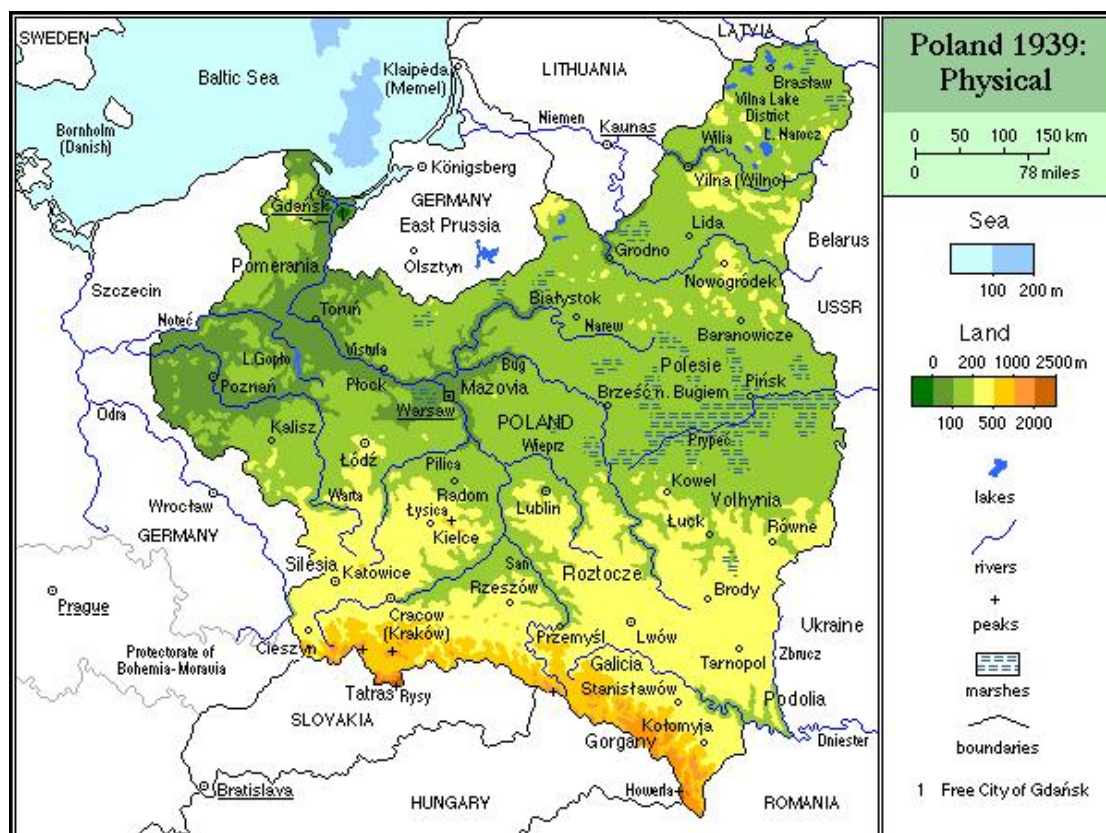 SWEDEN
LATVIA
Poland 1939:
Physical
Baltic Sea
Klaipėda
(Memel)
LITHUANIA
Brasław
Vilna Lake
District
L. Narocz
0 50 100 150 km
0 78 miles
Bornholm
(Danish)
Niemen
Kaunas
Wilia
Königsberg
Vilna (Wilno)
Sea
100 200 m
Gdańsk
GERMANY
East Prussia
Lida
Belarus
Olsztyn
Grodno
Pomerania
Nowogródek
Szczecin
USSR
Land
0 200 1000 2500 m
100 500 2000
Toruń
Białystok
Noteć
Narew
Baranowicze
L. Gopło
Vistula
Bug
Polesie
Poznań
Płock
Mazovia
Pińsk
Brześć n. Bugiem
Warsaw
Odra
POLAND
Kalisz
Wieprz
Prypeć
Łódź
Pilica
Kowel
lakes
Warta
Radom
Lublin
Volhynia
Wrocław
Łysica
Łuck
Równe
GERMANY
Kielce
rivers
Silesia
San
Roztocze
Katowice
Rzeszów
Brody
Prague
Cracow
(Kraków)
peaks
Przemyśl
Lwów
Ukraine
Cieszyn
Protectorate of
Bohemia-Moravia
Galicia
Tarnopol
Zbrucz
marshes
Tatras
Rysy
Stanisławów
Podolia
SLOVAKIA
Kołomyja
Gorgany
Dniester
boundaries
Bratislava
Howerla
HUNGARY
ROMANIA
1 Free City of Gdańsk